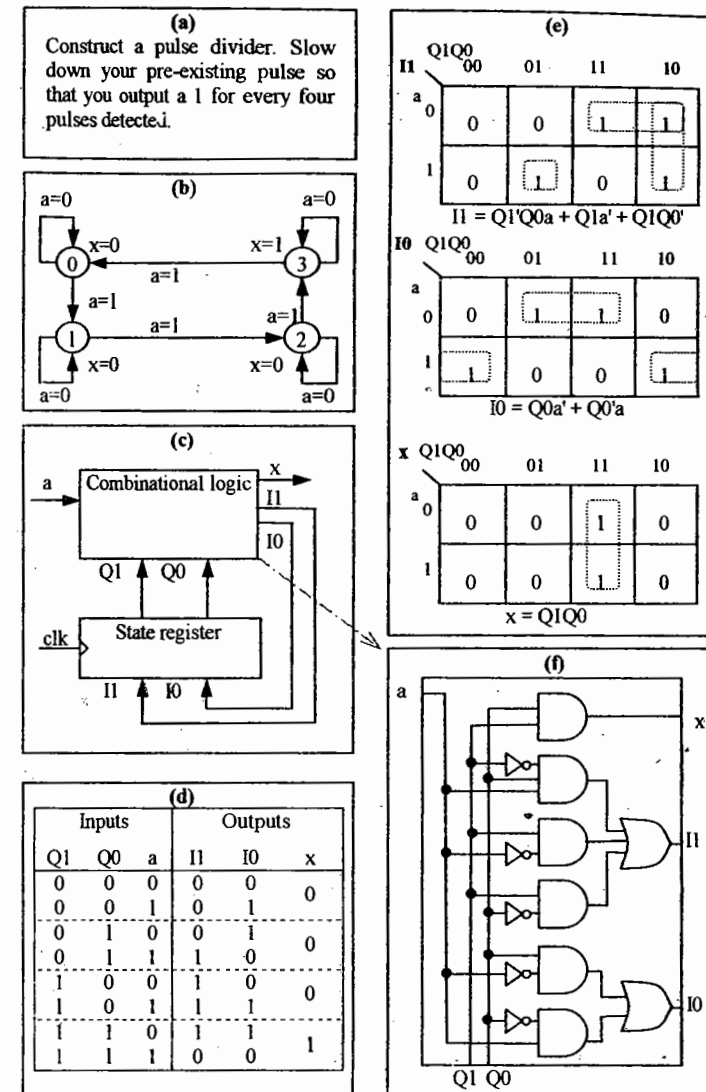 (a)
Construct a pulse divider. Slow
down your pre-existing pulse so
that you output a 1 for every four
pulses detected.
(b)
a=0 a=0
x=0 x=1
0 3
a=1
a=1 a=1
1 a=1 2
x=0 x=0
a=0 a=0
(c)
a Combinational logic x
I1
I0
Q1 Q0
clk State register
I1 I0
(d)
Inputs Outputs
Q1 Q0 a I1 I0 x
0 0 0 0 0 0
0 0 1 0 1
0 1 0 0 1 0
0 1 1 1 0
1 0 0 1 0 0
1 0 1 1 1
1 1 0 1 1 1
1 1 1 0 0
(e)
I1 Q1Q0 00 01 11 10
a
0 0 0 1 1
1 0 1 0 1
I1 = Q1'Q0a + Q1a' + Q1Q0'
I0 Q1Q0 00 01 11 10
a
0 0 1 1 0
1 1 0 0 1
I0 = Q0a' + Q0'a
x Q1Q0 00 01 11 10
a
0 0 0 1 0
1 0 0 1 0
x = Q1Q0
(f)
a
x
I1
I0
Q1 Q0